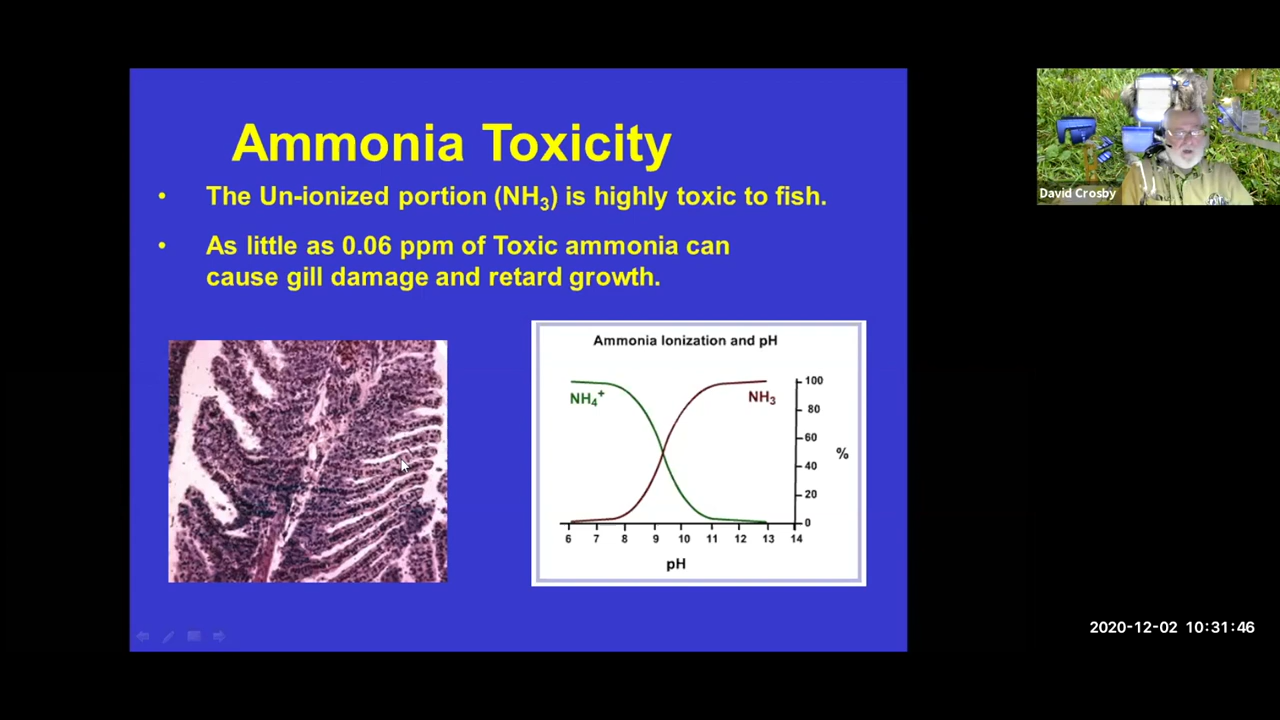 Ammonia Toxicity
• The Un-ionized portion (NH₃) is highly toxic to fish.
• As little as 0.06 ppm of Toxic ammonia can
cause gill damage and retard growth.
Ammonia Ionization and pH
NH₄⁺
NH₃
100
80
60
40
20
0
%
6 7 8 9 10 11 12 13 14
pH
David Crosby
2020-12-02 10:31:46